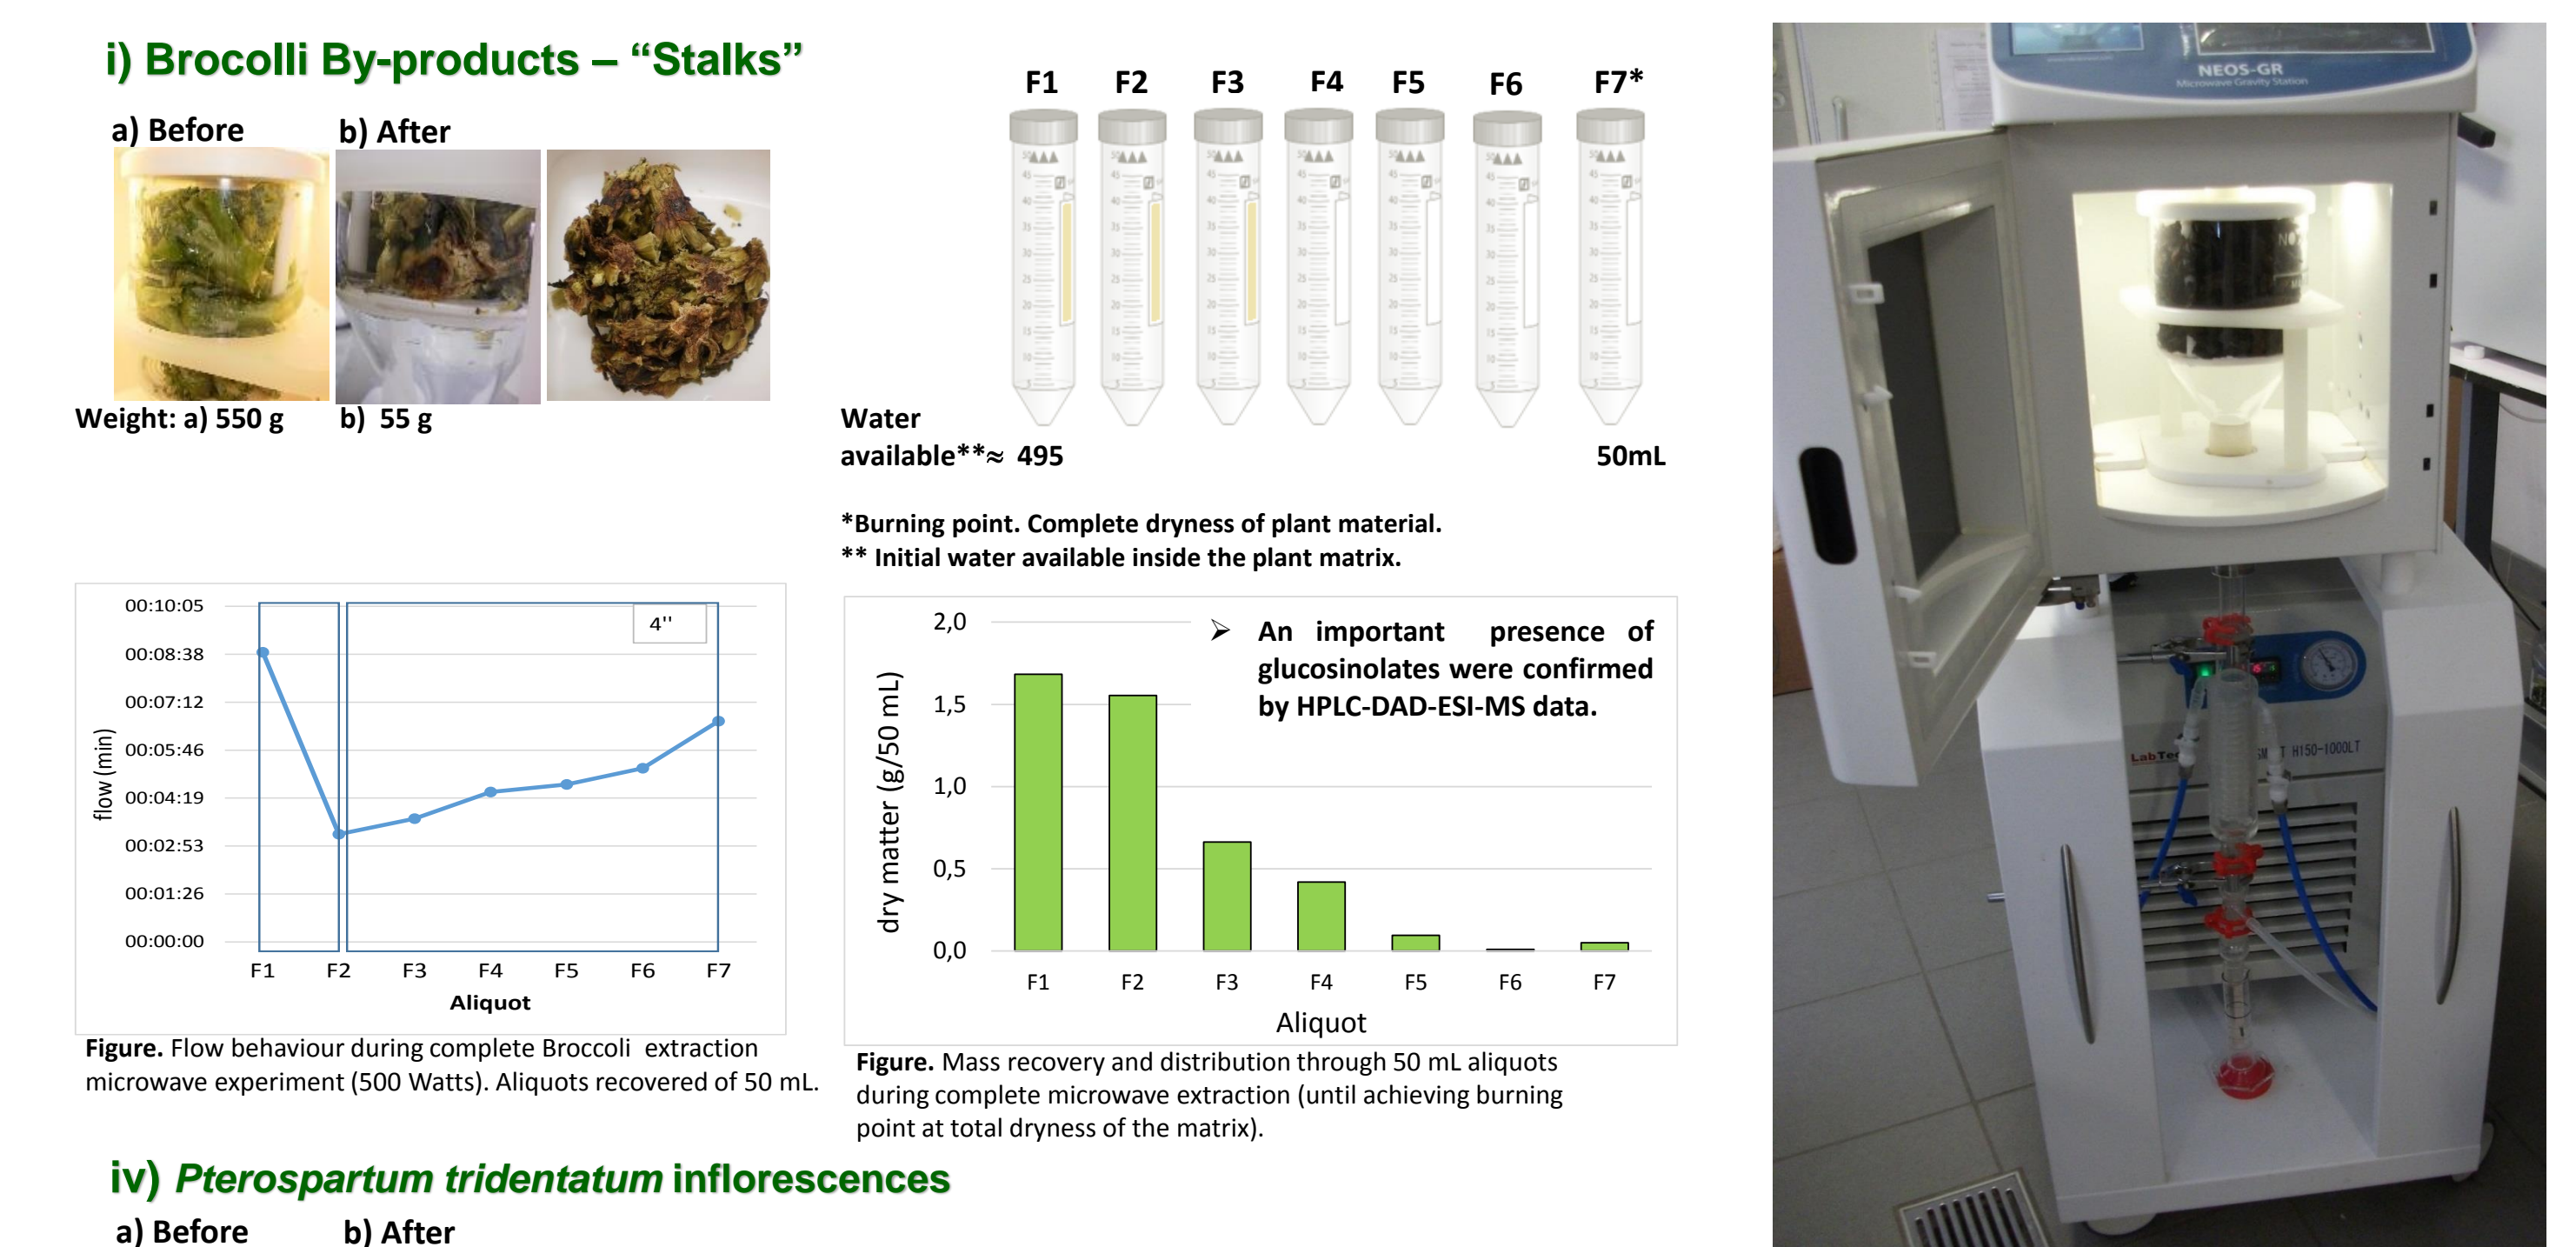 i) Brocolli By-products – “Stalks”
a) Before
b) After
Weight: a) 550 g
b) 55 g
F1
F2
F3
F4
F5
F6
F7*
Water
available**≈ 495
50mL
*Burning point. Complete dryness of plant material.
** Initial water available inside the plant matrix.
00:10:05
00:08:38
00:07:12
00:05:46
00:04:19
00:02:53
00:01:26
00:00:00
flow (min)
4''
F1
F2
F3
F4
F5
F6
F7
Aliquot
Figure. Flow behaviour during complete Broccoli extraction
microwave experiment (500 Watts). Aliquots recovered of 50 mL.
2,0
1,5
1,0
0,5
0,0
dry matter (g/50 mL)
➢ An important presence of
glucosinolates were confirmed
by HPLC-DAD-ESI-MS data.
F1
F2
F3
F4
F5
F6
F7
Aliquot
Figure. Mass recovery and distribution through 50 mL aliquots
during complete microwave extraction (until achieving burning
point at total dryness of the matrix).
iv) Pterospartum tridentatum inflorescences
a) Before
b) After
NEOS-GR
Microwave Gravity Station
H150-1000LT